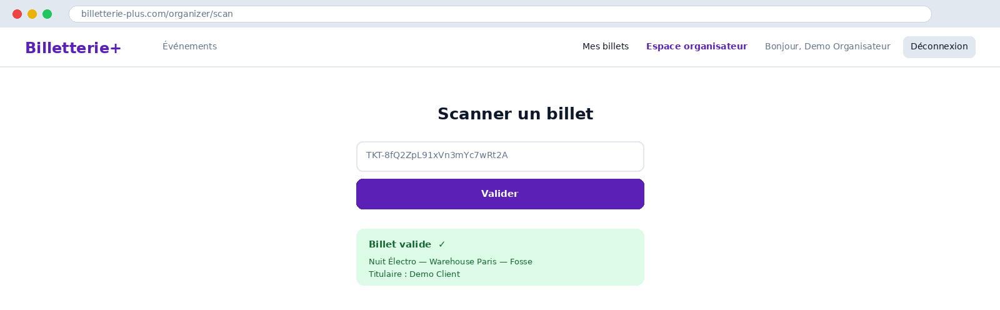 billetterie-plus.com/organizer/scan
Billetterie+ Événements Mes billets Espace organisateur Bonjour, Demo Organisateur Déconnexion
Scanner un billet
TKT-8fQ2ZpL91xVn3mYc7wRt2A
Valider
Billet valide ✓
Nuit Électro — Warehouse Paris — Fosse
Titulaire : Demo Client